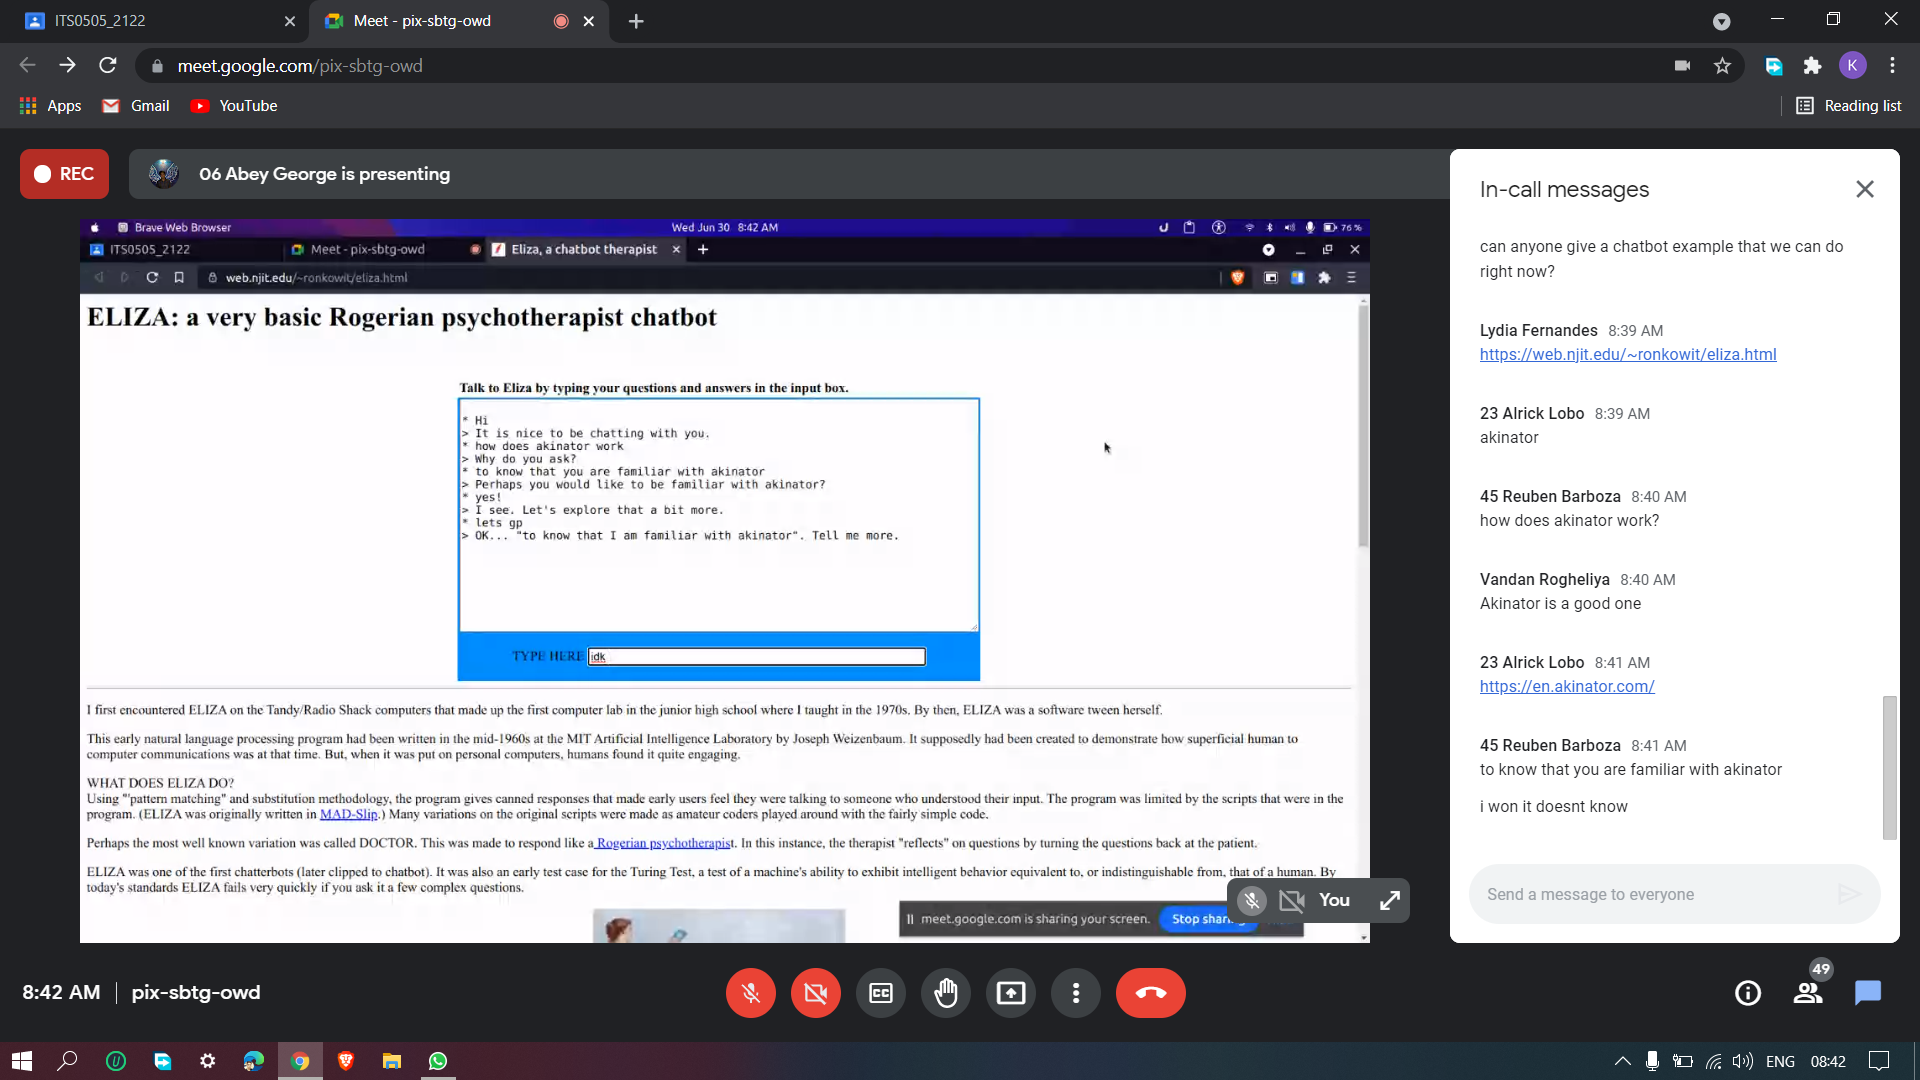 ITS0505_2122
Meet - pix-sbtg-owd
meet.google.com/pix-sbtg-owd
K
Apps
Gmail
YouTube
Reading list
REC
06 Abey George is presenting
Brave Web Browser
Wed Jun 30 8:42 AM
76 %
ITS0505_2122
Meet - pix-sbtg-owd
Eliza, a chatbot therapist
web.njit.edu/~ronkowit/eliza.html
ELIZA: a very basic Rogerian psychotherapist chatbot
Talk to Eliza by typing your questions and answers in the input box.
* Hi
> It is nice to be chatting with you.
* how does akinator work
> Why do you ask?
* to know that you are familiar with akinator
> Perhaps you would like to be familiar with akinator?
* yes!
> I see. Let's explore that a bit more.
* lets gp
> OK... "to know that I am familiar with akinator". Tell me more.
TYPE HERE idk
I first encountered ELIZA on the Tandy/Radio Shack computers that made up the first computer lab in the junior high school where I taught in the 1970s. By then, ELIZA was a software tween herself.
This early natural language processing program had been written in the mid-1960s at the MIT Artificial Intelligence Laboratory by Joseph Weizenbaum. It supposedly had been created to demonstrate how superficial human to
computer communications was at that time. But, when it was put on personal computers, humans found it quite engaging.
WHAT DOES ELIZA DO?
Using "'pattern matching" and substitution methodology, the program gives canned responses that made early users feel they were talking to someone who understood their input. The program was limited by the scripts that were in the
program. (ELIZA was originally written in MAD-Slip.) Many variations on the original scripts were made as amateur coders played around with the fairly simple code.
Perhaps the most well known variation was called DOCTOR. This was made to respond like a Rogerian psychotherapist. In this instance, the therapist "reflects" on questions by turning the questions back at the patient.
ELIZA was one of the first chatterbots (later clipped to chatbot). It was also an early test case for the Turing Test, a test of a machine's ability to exhibit intelligent behavior equivalent to, or indistinguishable from, that of a human. By
today's standards ELIZA fails very quickly if you ask it a few complex questions.
meet.google.com is sharing your screen.
Stop sharing
You
In-call messages
can anyone give a chatbot example that we can do
right now?
Lydia Fernandes 8:39 AM
https://web.njit.edu/~ronkowit/eliza.html
23 Alrick Lobo 8:39 AM
akinator
45 Reuben Barboza 8:40 AM
how does akinator work?
Vandan Rogheliya 8:40 AM
Akinator is a good one
23 Alrick Lobo 8:41 AM
https://en.akinator.com/
45 Reuben Barboza 8:41 AM
to know that you are familiar with akinator
i won it doesnt know
Send a message to everyone
8:42 AM
pix-sbtg-owd
CC
49
ENG
08:42